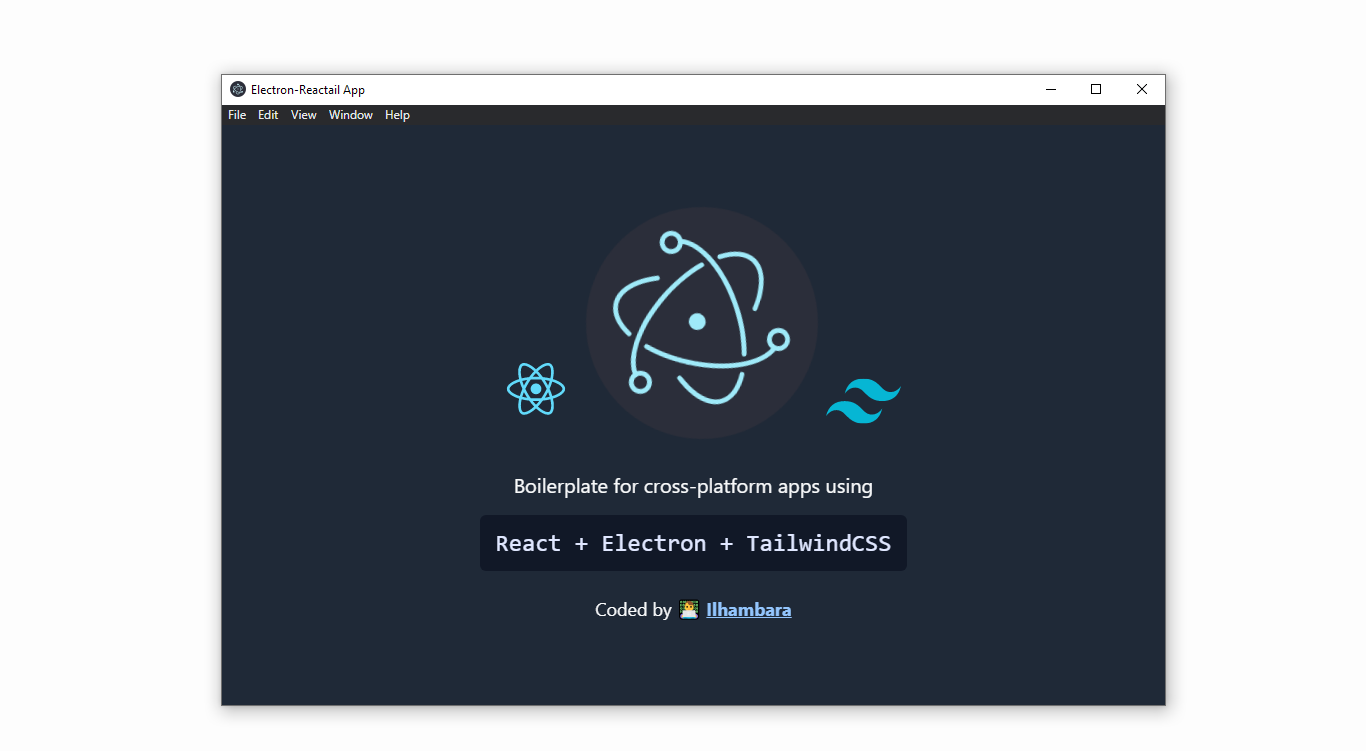 Electron-Reactail App
File Edit View Window Help
Boilerplate for cross-platform apps using
React + Electron + TailwindCSS
Coded by 👨‍💻 Ilhambara